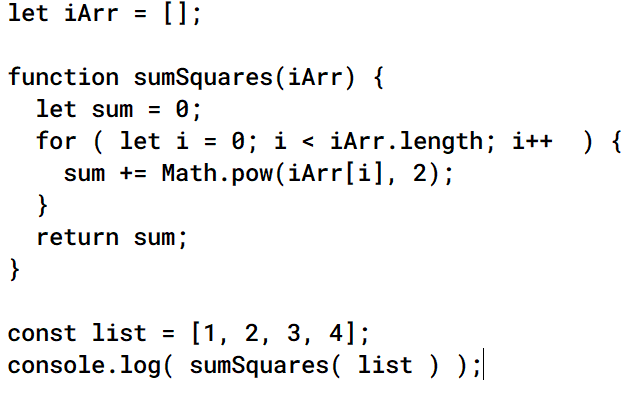 let iArr = [];

function sumSquares(iArr) {
  let sum = 0;
  for ( let i = 0; i < iArr.length; i++  ) {
    sum += Math.pow(iArr[i], 2);
  }
  return sum;
}

const list = [1, 2, 3, 4];
console.log( sumSquares( list ) );